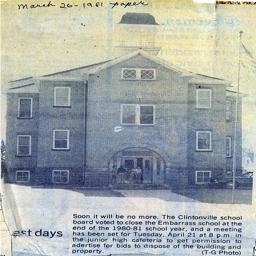 March 26-1981 paper
Soon it will be no more. The Clintonville school
board voted to close the Embarrass school at the
end of the 1980-81 school year, and a meeting
has been set for Tuesday, April 21 at 8 p.m. in
the junior high cafeteria to get permission to
adertise for bids to dispose of the building and
property. (T-G Photo)
ast days